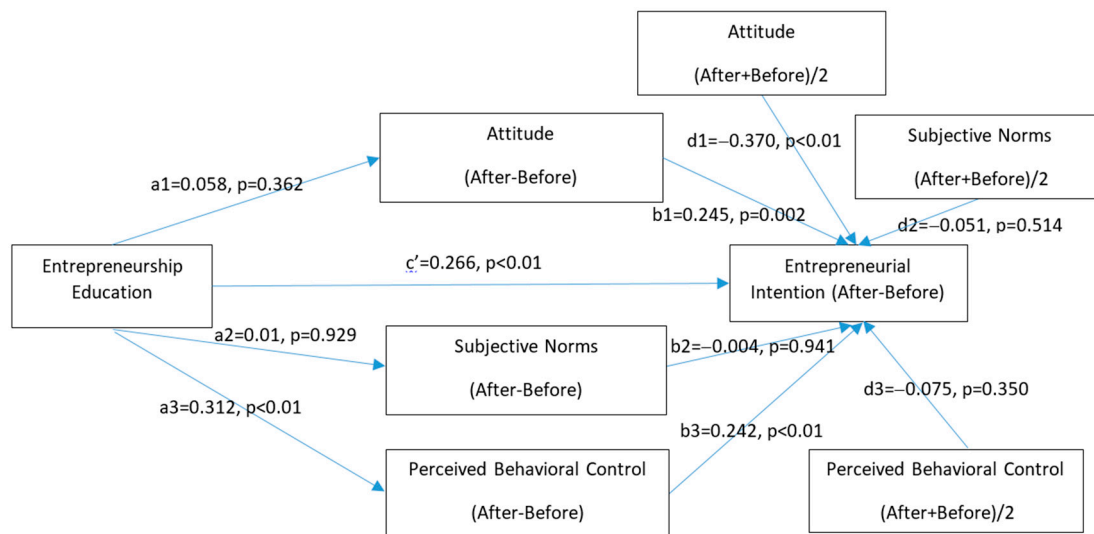 Attitude
(After+Before)/2
Attitude
(After-Before)
d1=−0.370, p<0.01
Subjective Norms
(After+Before)/2
a1=0.058, p=0.362
b1=0.245, p=0.002
d2=−0.051, p=0.514
Entrepreneurship
Education
c’=0.266, p<0.01
Entrepreneurial
Intention (After-Before)
a2=0.01, p=0.929
Subjective Norms
(After-Before)
b2=−0.004, p=0.941
a3=0.312, p<0.01
d3=−0.075, p=0.350
b3=0.242, p<0.01
Perceived Behavioral Control
(After-Before)
Perceived Behavioral Control
(After+Before)/2